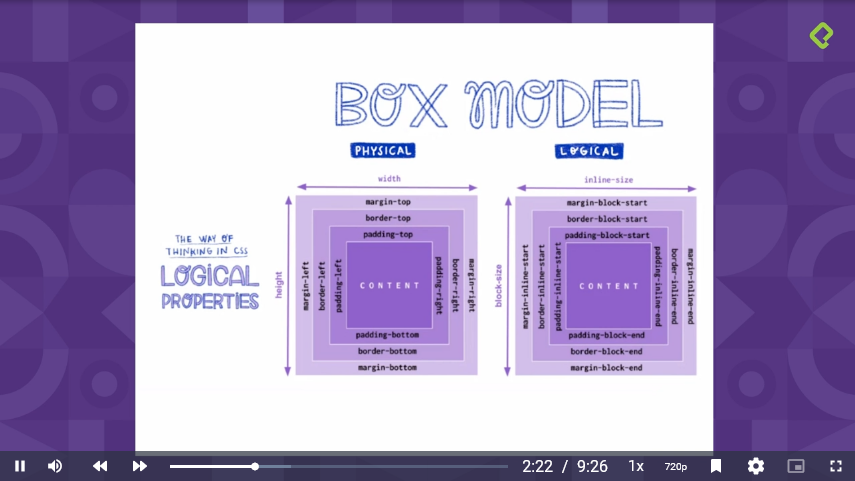 BOX MODEL
PHYSICAL
LOGICAL
width
inline-size
margin-top
border-top
padding-top
margin-left
border-left
padding-left
CONTENT
padding-right
border-right
margin-right
padding-bottom
border-bottom
margin-bottom
height
margin-block-start
border-block-start
padding-block-start
margin-inline-start
border-inline-start
padding-inline-start
CONTENT
padding-inline-end
border-inline-end
margin-inline-end
padding-block-end
border-block-end
margin-block-end
block-size
THE WAY OF
THINKING IN CSS
LOGICAL
PROPERTIES
2:22 / 9:26 1x 720p